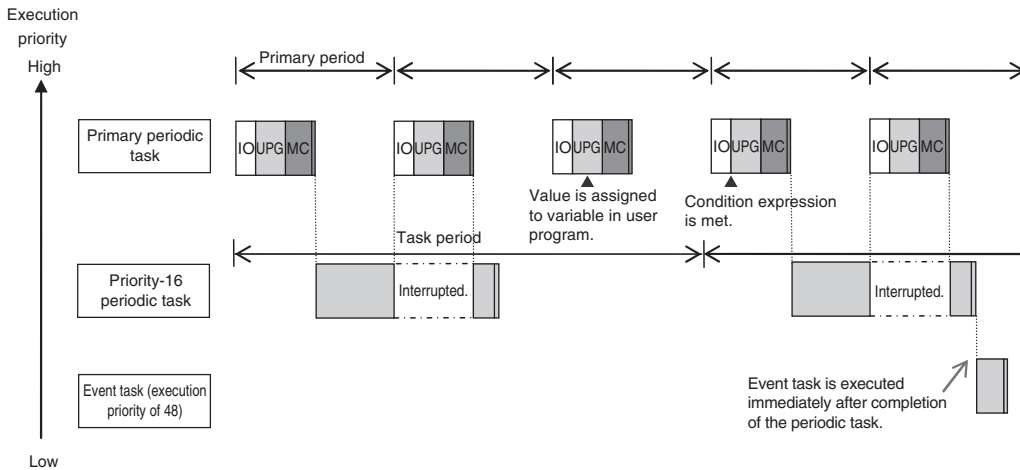 Execution
priority
High
Primary period
Primary periodic
task
IO UPG MC
IO UPG MC
IO UPG MC
IO UPG MC
IO UPG MC
Value is assigned
to variable in user
program.
Condition expression
is met.
Task period
Priority-16
periodic task
Interrupted.
Interrupted.
Event task (execution
priority of 48)
Event task is executed
immediately after completion
of the periodic task.
Low